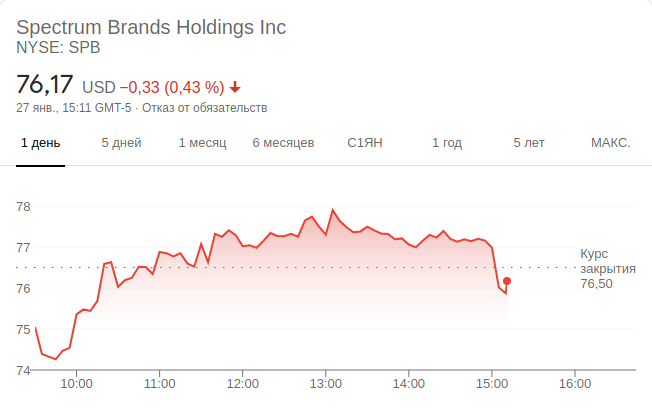 Spectrum Brands Holdings Inc
NYSE: SPB
76,17 USD −0,33 (0,43 %)
27 янв., 15:11 GMT-5 · Отказ от обязательств
1 день 5 дней 1 месяц 6 месяцев С1ЯН 1 год 5 лет МАКС.
78
77
Курс
закрытия
76,50
76
75
74
10:00 11:00 12:00 13:00 14:00 15:00 16:00